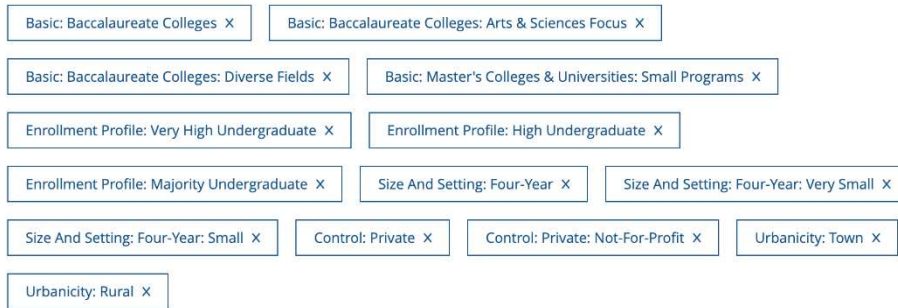 Basic: Baccalaureate Colleges X Basic: Baccalaureate Colleges: Arts & Sciences Focus X
Basic: Baccalaureate Colleges: Diverse Fields X Basic: Master's Colleges & Universities: Small Programs X
Enrollment Profile: Very High Undergraduate X Enrollment Profile: High Undergraduate X
Enrollment Profile: Majority Undergraduate X Size And Setting: Four-Year X Size And Setting: Four-Year: Very Small X
Size And Setting: Four-Year: Small X Control: Private X Control: Private: Not-For-Profit X Urbanicity: Town X
Urbanicity: Rural X